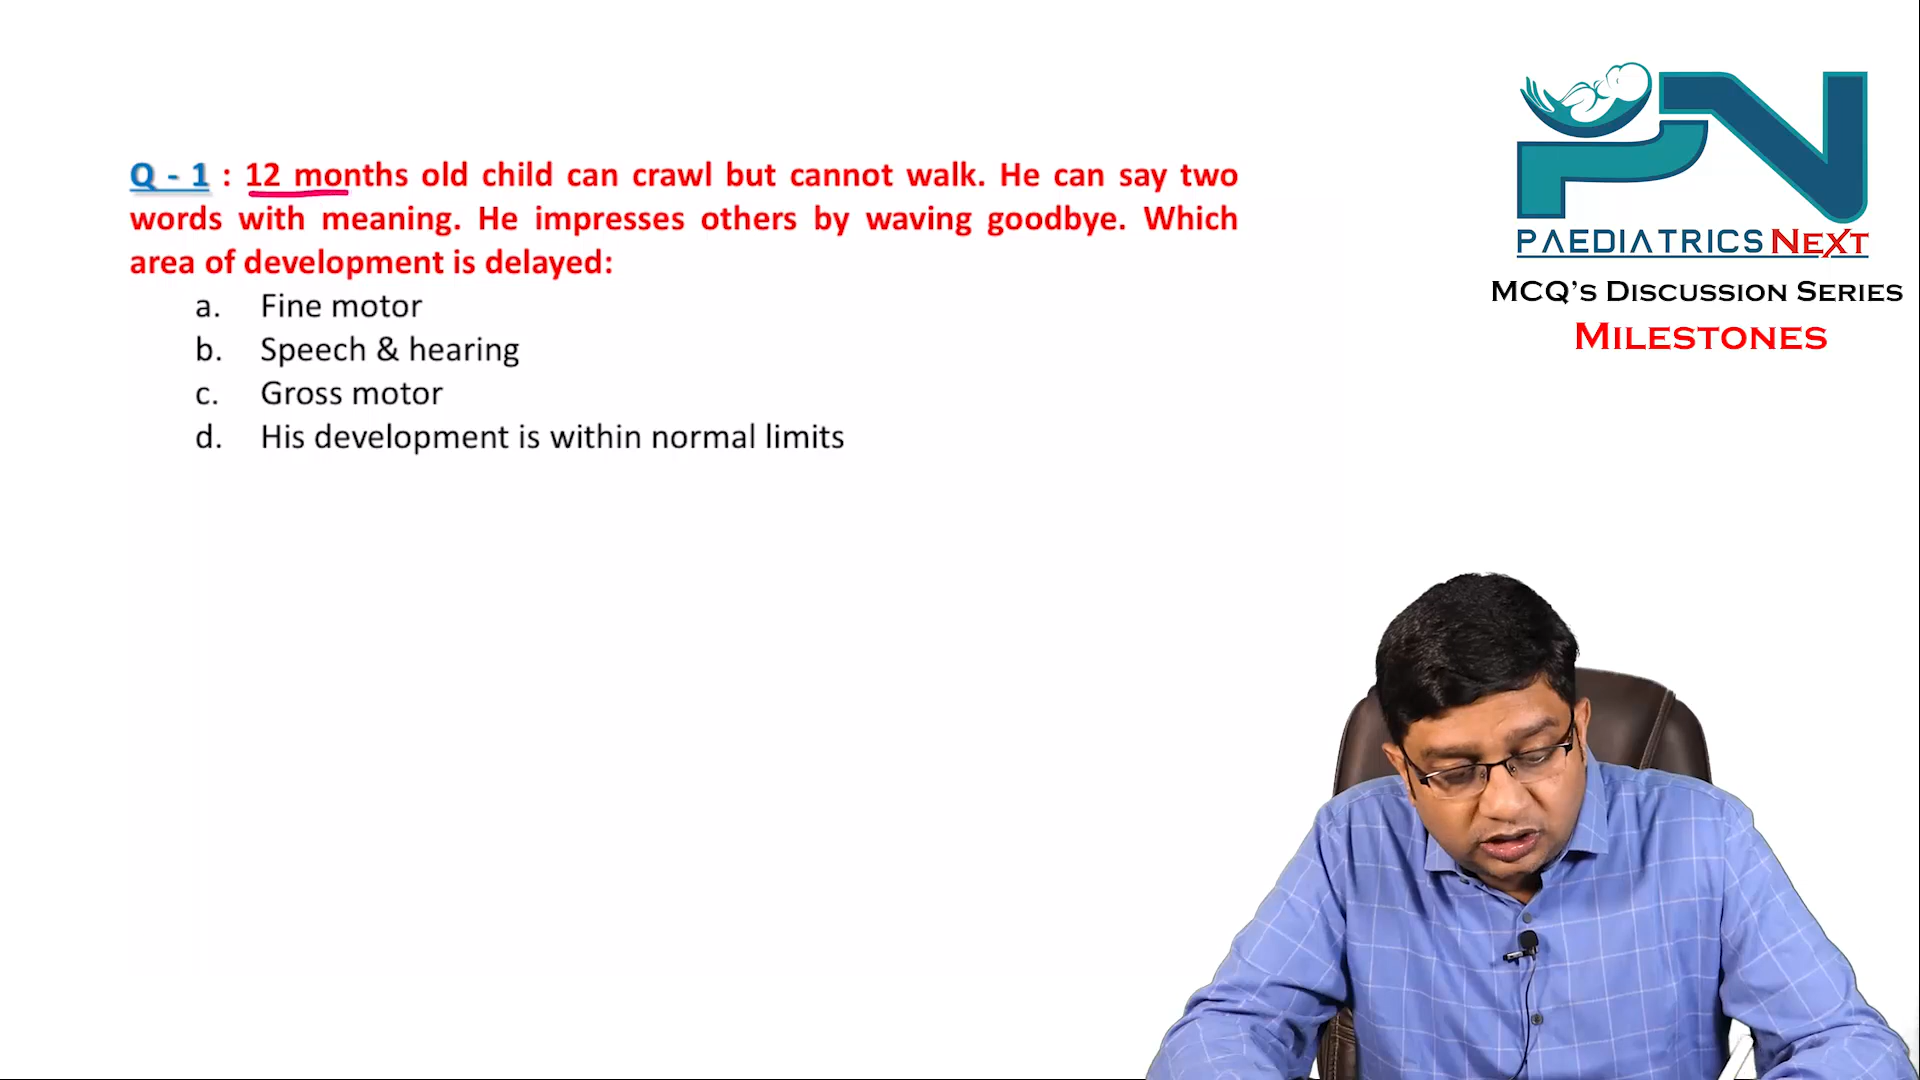 Q - 1 : 12 months old child can crawl but cannot walk. He can say two
words with meaning. He impresses others by waving goodbye. Which
area of development is delayed:
a. Fine motor
b. Speech & hearing
c. Gross motor
d. His development is within normal limits
PN
PAEDIATRICS NEXT
MCQ's Discussion Series
Milestones